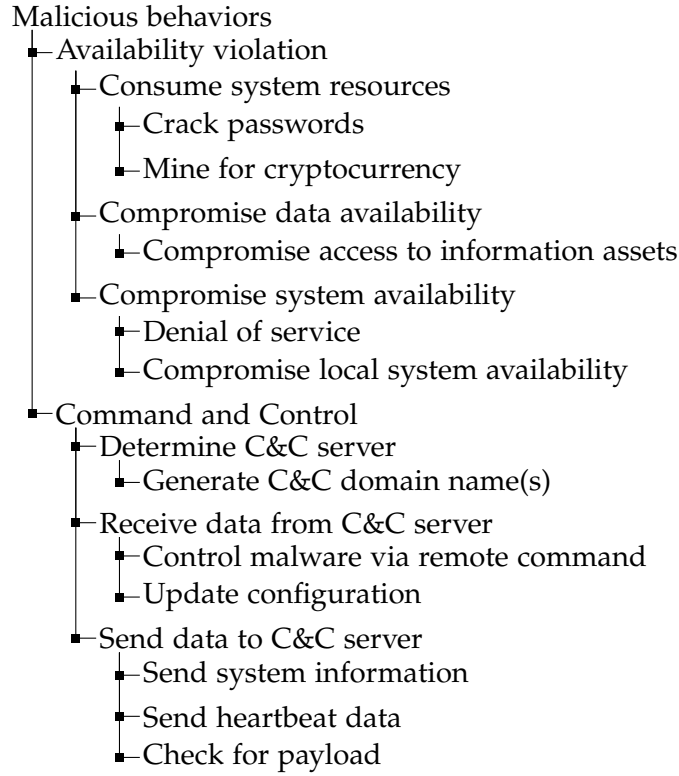 Malicious behaviors
Availability violation
Consume system resources
Crack passwords
Mine for cryptocurrency
Compromise data availability
Compromise access to information assets
Compromise system availability
Denial of service
Compromise local system availability
Command and Control
Determine C&C server
Generate C&C domain name(s)
Receive data from C&C server
Control malware via remote command
Update configuration
Send data to C&C server
Send system information
Send heartbeat data
Check for payload